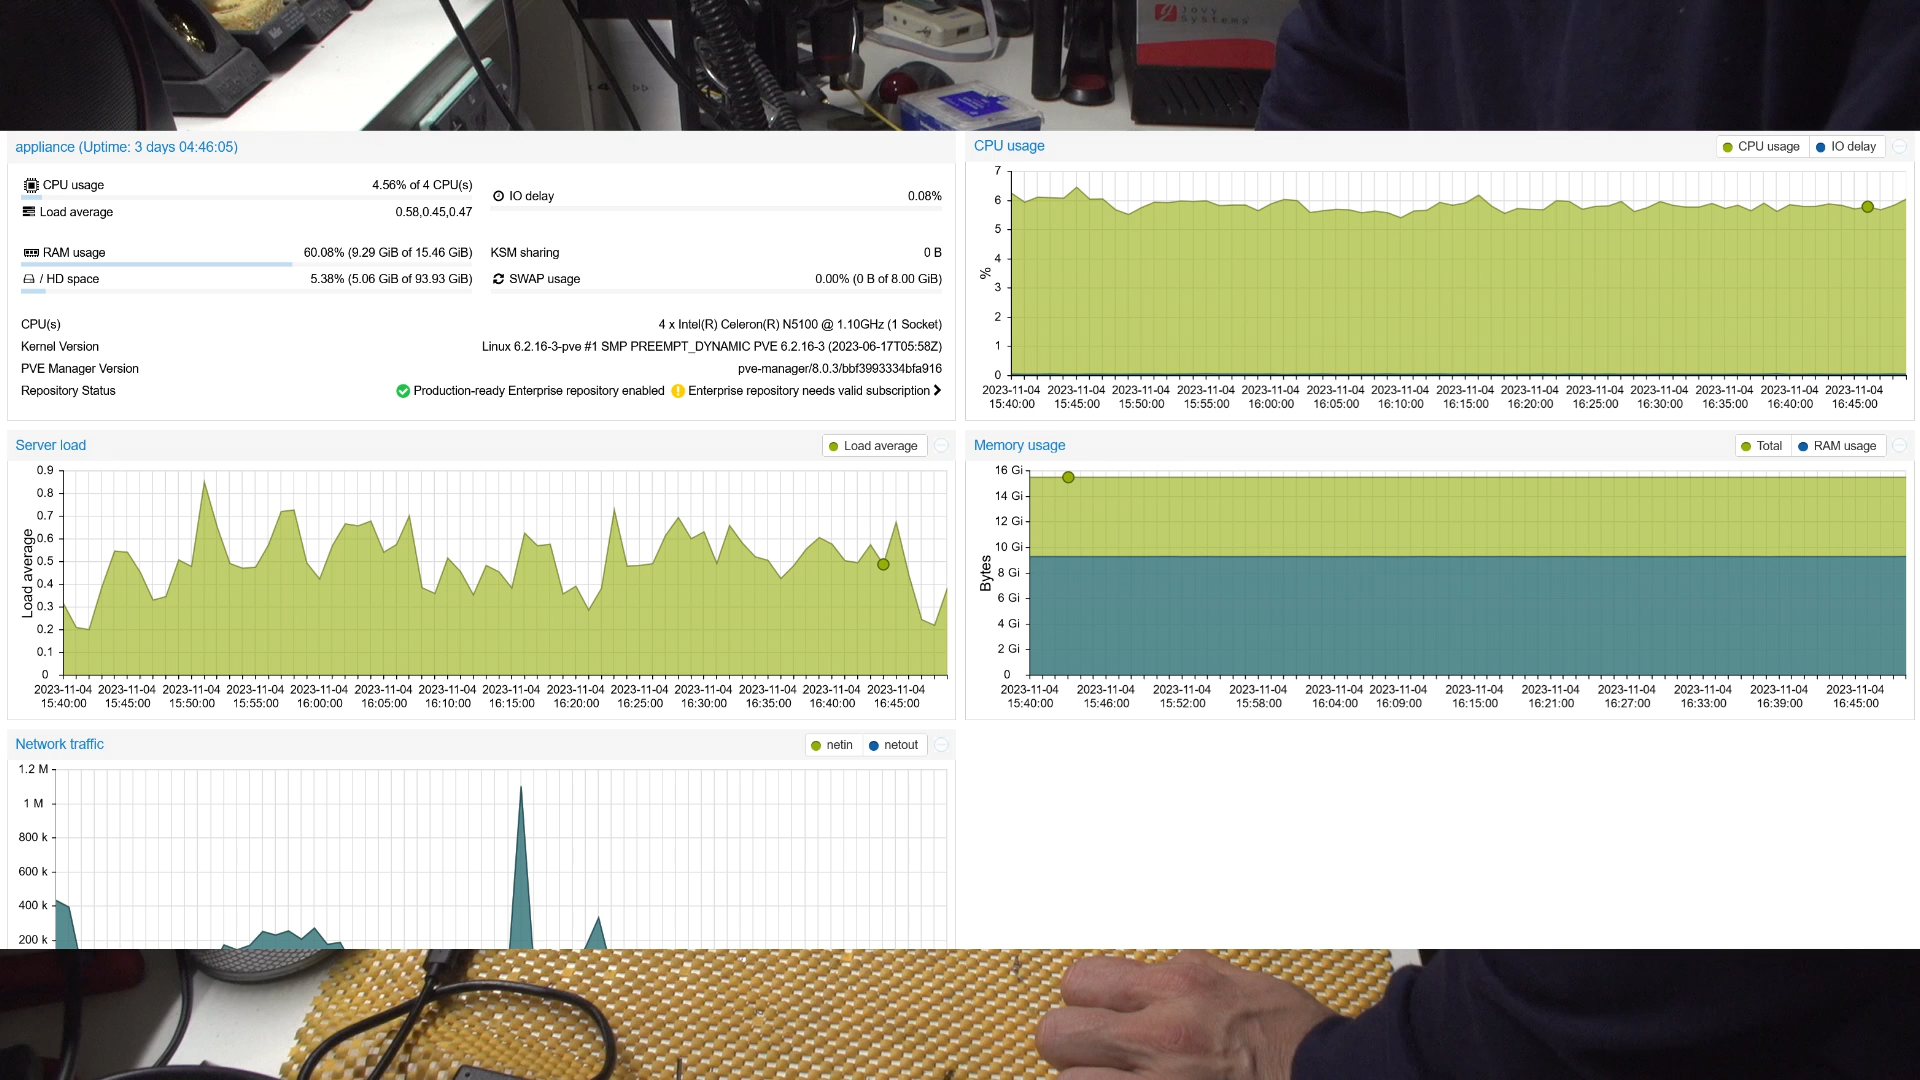 Jovy
Systems
appliance (Uptime: 3 days 04:46:05)
CPU usage 4.56% of 4 CPU(s)
IO delay 0.08%
Load average 0.58,0.45,0.47
RAM usage 60.08% (9.29 GiB of 15.46 GiB)
KSM sharing 0 B
/ HD space 5.38% (5.06 GiB of 93.93 GiB)
SWAP usage 0.00% (0 B of 8.00 GiB)
CPU(s) 4 x Intel(R) Celeron(R) N5100 @ 1.10GHz (1 Socket)
Kernel Version Linux 6.2.16-3-pve #1 SMP PREEMPT_DYNAMIC PVE 6.2.16-3 (2023-06-17T05:58Z)
PVE Manager Version pve-manager/8.0.3/bbf3993334bfa916
Repository Status Production-ready Enterprise repository enabled Enterprise repository needs valid subscription
CPU usage
CPU usage IO delay
7
6
5
4
3
2
1
0
%
2023-11-04 2023-11-04 2023-11-04 2023-11-04 2023-11-04 2023-11-04 2023-11-04 2023-11-04 2023-11-04 2023-11-04 2023-11-04 2023-11-04 2023-11-04 2023-11-04
15:40:00 15:45:00 15:50:00 15:55:00 16:00:00 16:05:00 16:10:00 16:15:00 16:20:00 16:25:00 16:30:00 16:35:00 16:40:00 16:45:00
Server load
Load average
0.9
0.8
0.7
0.6
0.5
0.4
0.3
0.2
0.1
0
Load average
2023-11-04 2023-11-04 2023-11-04 2023-11-04 2023-11-04 2023-11-04 2023-11-04 2023-11-04 2023-11-04 2023-11-04 2023-11-04 2023-11-04 2023-11-04 2023-11-04
15:40:00 15:45:00 15:50:00 15:55:00 16:00:00 16:05:00 16:10:00 16:15:00 16:20:00 16:25:00 16:30:00 16:35:00 16:40:00 16:45:00
Memory usage
Total RAM usage
16 Gi
14 Gi
12 Gi
10 Gi
8 Gi
6 Gi
4 Gi
2 Gi
0
Bytes
2023-11-04 2023-11-04 2023-11-04 2023-11-04 2023-11-04 2023-11-04 2023-11-04 2023-11-04 2023-11-04 2023-11-04 2023-11-04 2023-11-04
15:40:00 15:46:00 15:52:00 15:58:00 16:04:00 16:09:00 16:15:00 16:21:00 16:27:00 16:33:00 16:39:00 16:45:00
Network traffic
netin netout
1.2 M
1 M
800 k
600 k
400 k
200 k